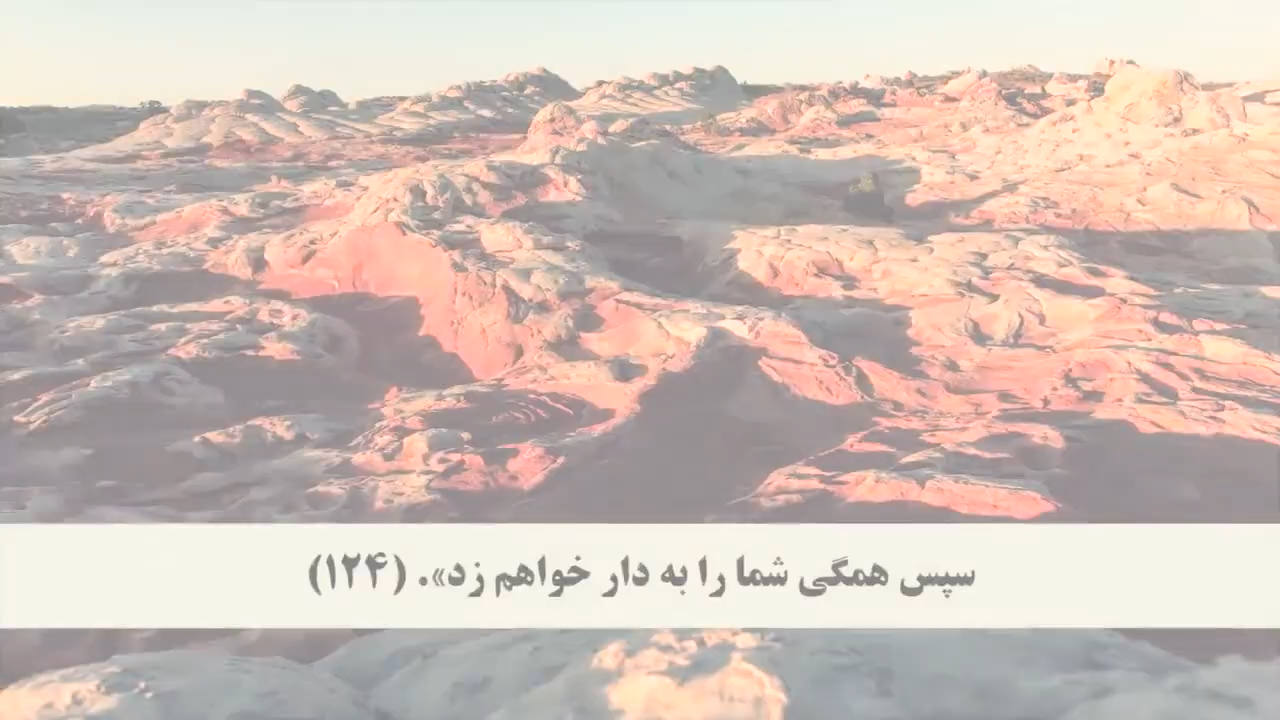 سپس همگی شما را به دار خواهم زد». (۱۲۴)